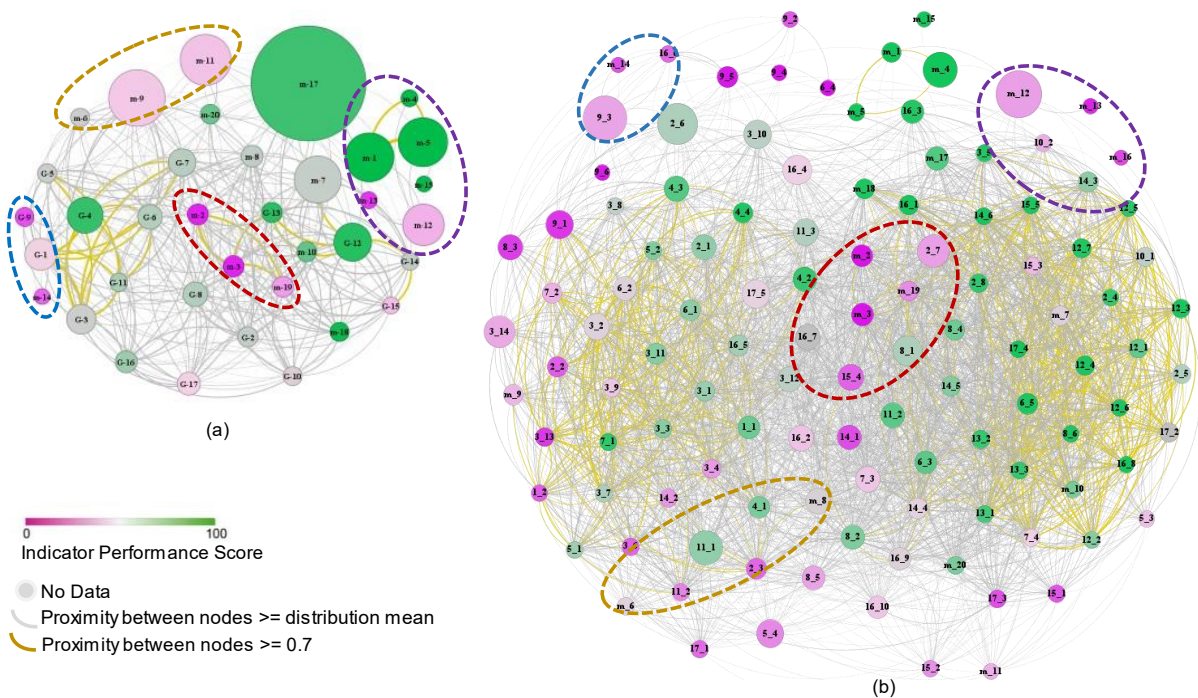 m-11
m-17
m-9
m-6
m-20
m-4
m-5
m-1
m-15
m-13
m-12
m-8
m-7
G-7
G-5
G-9
G-4
G-6
m-2
G-13
G-12
m-10
G-14
G-1
m-14
G-11
m-3
m-19
G-8
G-15
G-3
G-2
m-18
G-16
G-17
G-10
(a)
0
100
Indicator Performance Score
No Data
Proximity between nodes >= distribution mean
Proximity between nodes >= 0.7
9_2
m_15
m_14
m_1
m_4
9_5
9_4
6_4
m_12
m_13
9_3
2_6
3_10
m_5
16_3
10_2
m_16
9_6
16_4
m_17
3_5
14_3
4_3
m_18
3_8
4_4
16_1
14_6
15_5
12_5
9_1
11_3
8_3
5_2
2_1
m_2
2_7
12_7
10_1
15_3
4_2
2_8
7_2
6_2
17_5
m_19
2_4
12_3
6_1
m_3
m_7
3_14
3_2
16_7
8_4
3_11
16_5
8_1
17_4
12_1
2_2
12_4
2_5
m_9
3_9
3_1
3_12
15_4
14_5
6_5
12_6
3_13
7_1
3_3
1_1
16_2
14_1
11_2
13_2
8_6
17_2
3_4
6_3
13_3
16_8
1_2
3_7
14_2
4_1
m_8
7_3
14_4
m_10
13_1
5_3
5_1
11_1
8_2
7_4
12_2
2_3
16_9
m_20
11_2
8_5
m_6
16_10
17_3
15_1
5_4
17_1
15_2
m_11
(b)